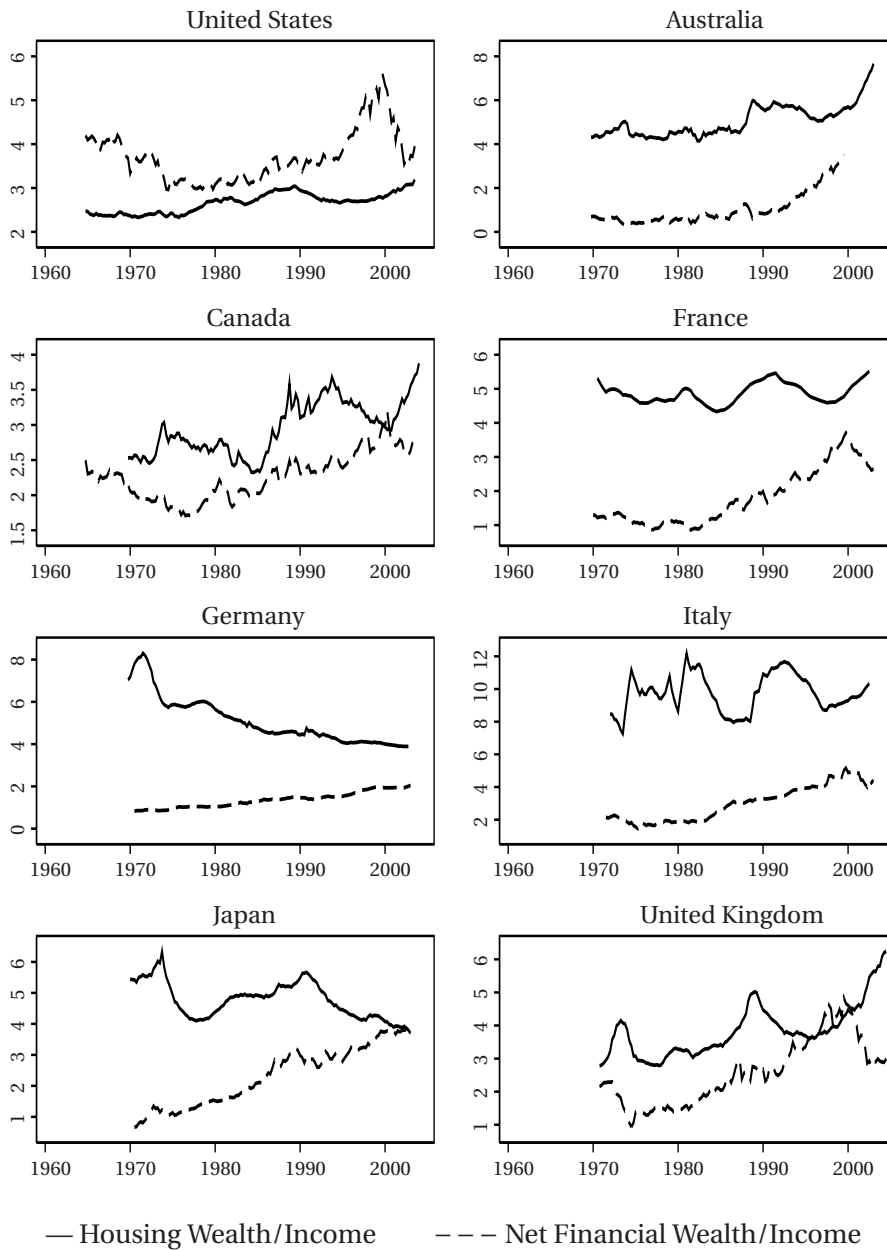 United States
Australia
2 3 4 5 6
0 2 4 6 8
1960 1970 1980 1990 2000
1960 1970 1980 1990 2000
Canada
France
1.5 2 2.5 3 3.5 4
1 2 3 4 5 6
1960 1970 1980 1990 2000
1960 1970 1980 1990 2000
Germany
Italy
0 2 4 6 8
2 4 6 8 10 12
1960 1970 1980 1990 2000
1960 1970 1980 1990 2000
Japan
United Kingdom
1 2 3 4 5 6
1 2 3 4 5 6
1960 1970 1980 1990 2000
1960 1970 1980 1990 2000
Housing Wealth/Income
Net Financial Wealth/Income